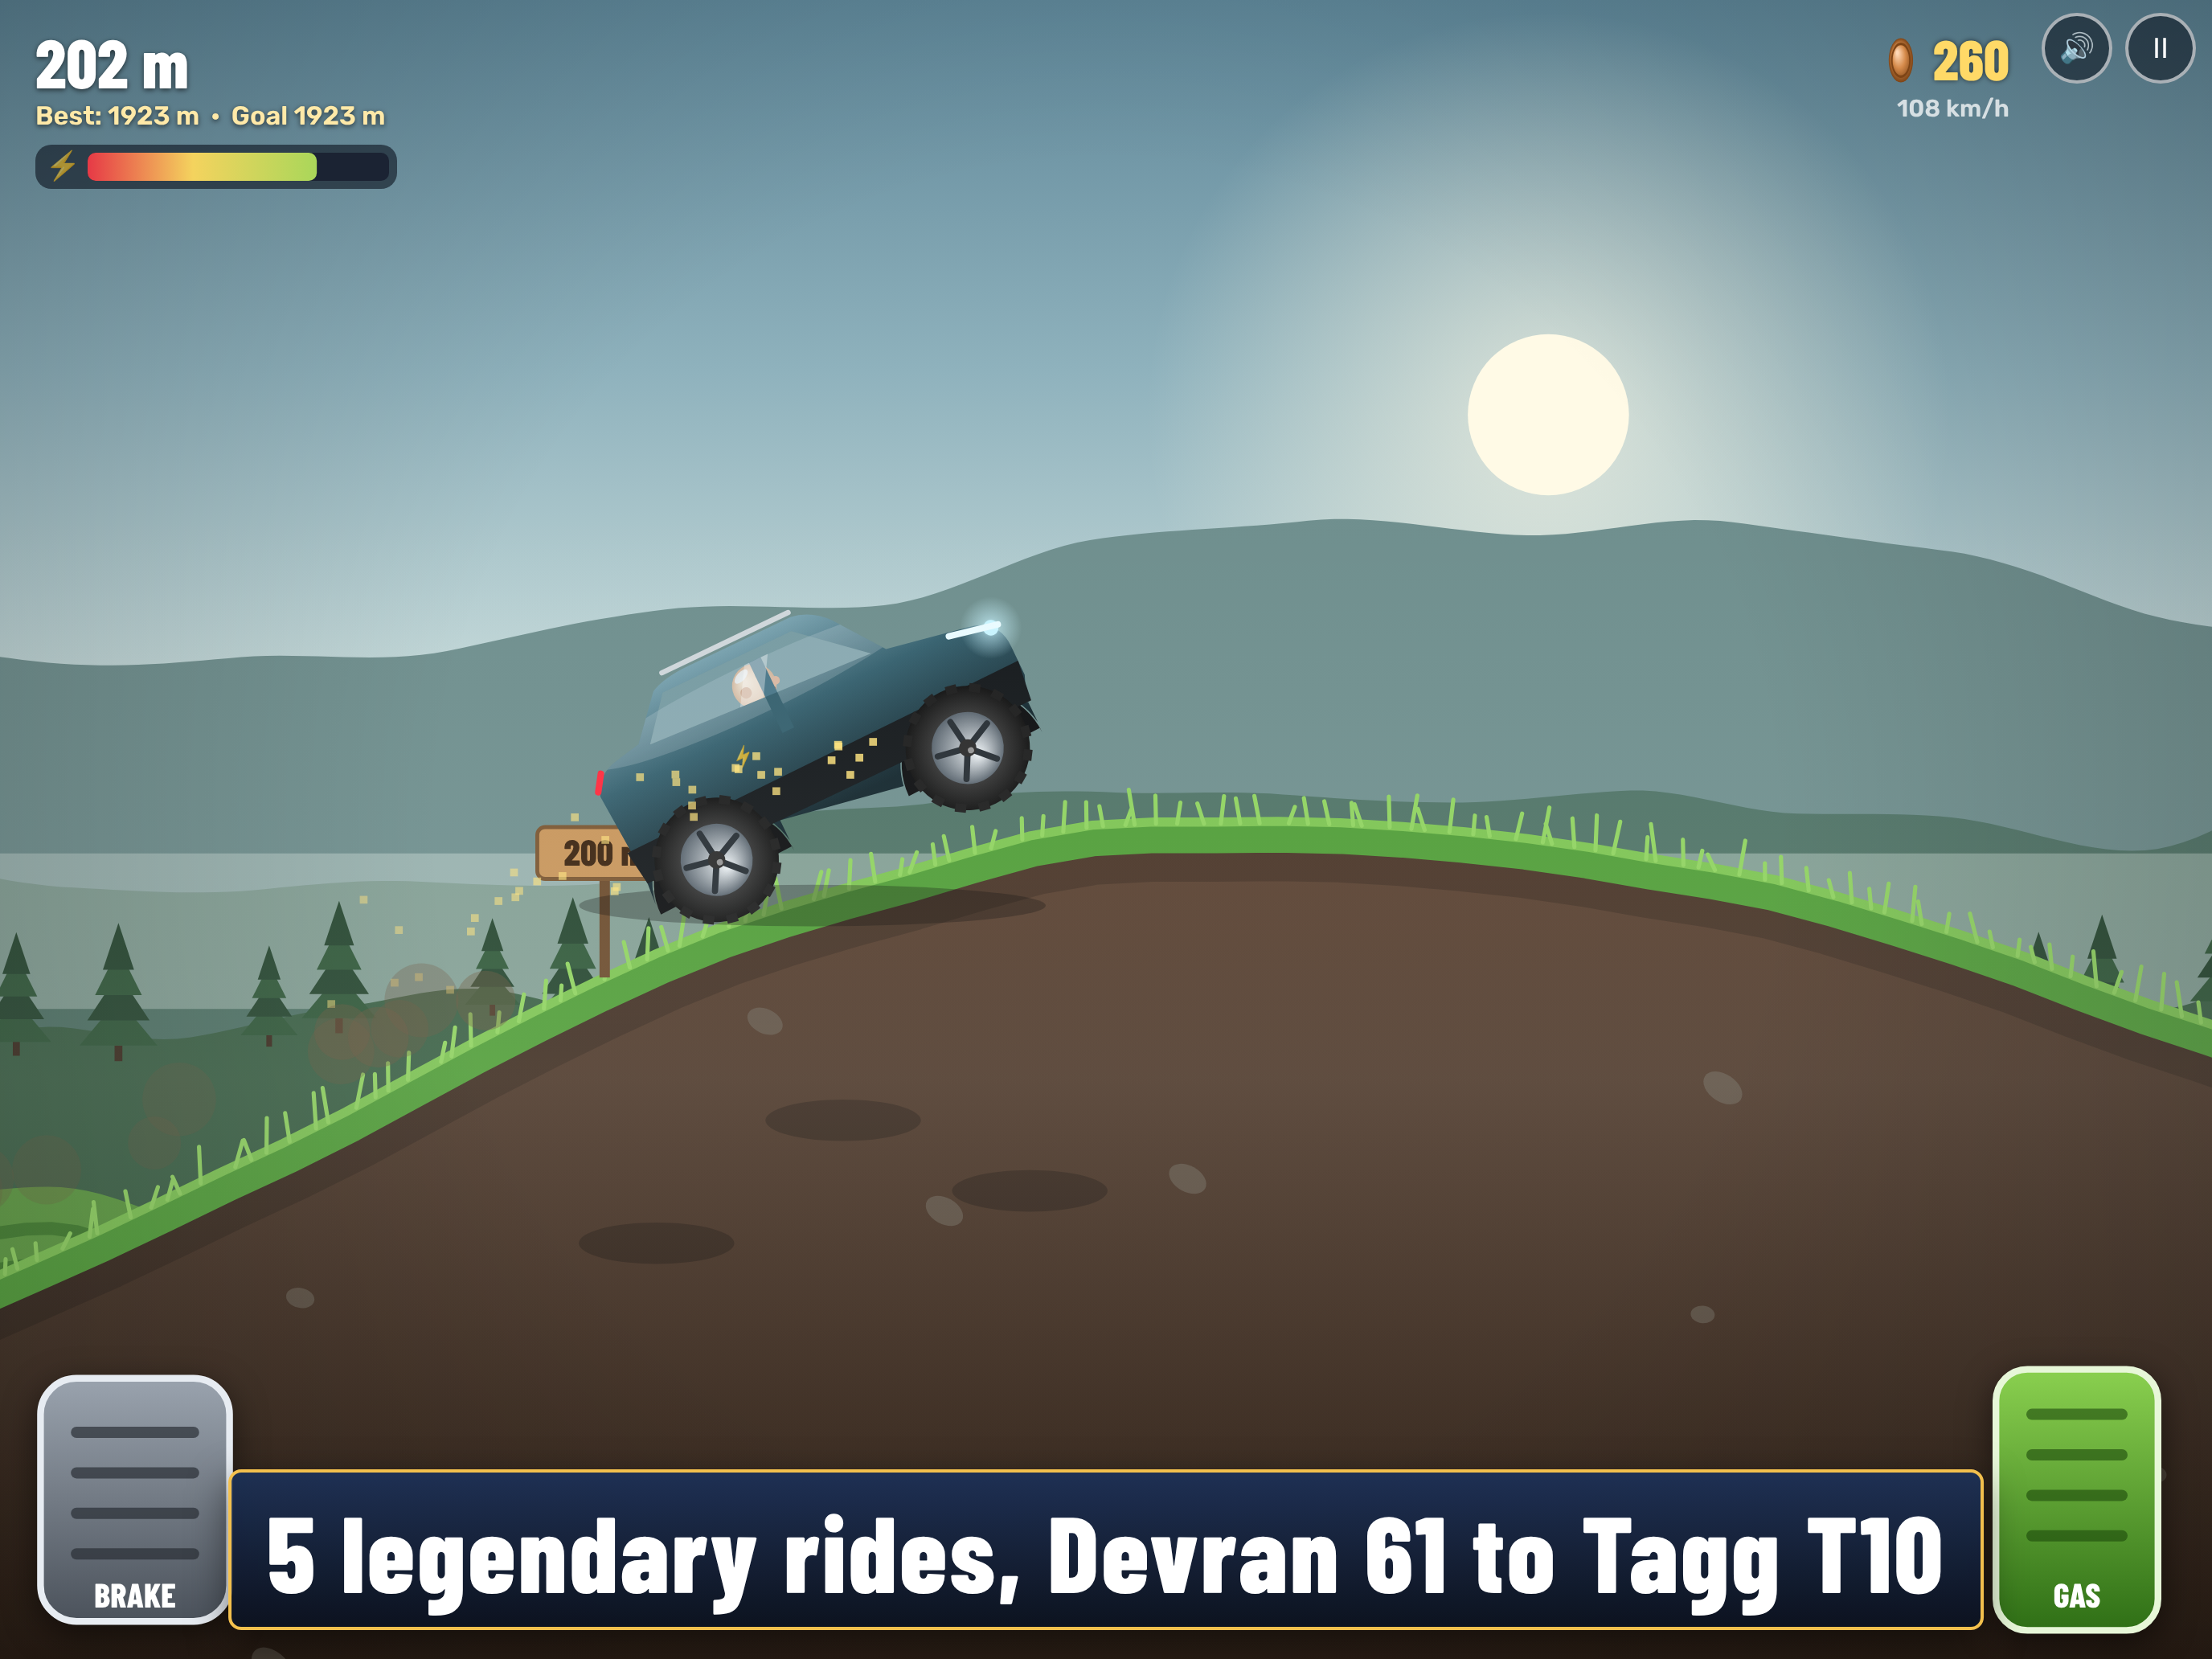 202 m
Best: 1923 m • Goal 1923 m
260
108 km/h
200
BRAKE
5 legendary rides, Devran 61 to Tagg T10
GAS